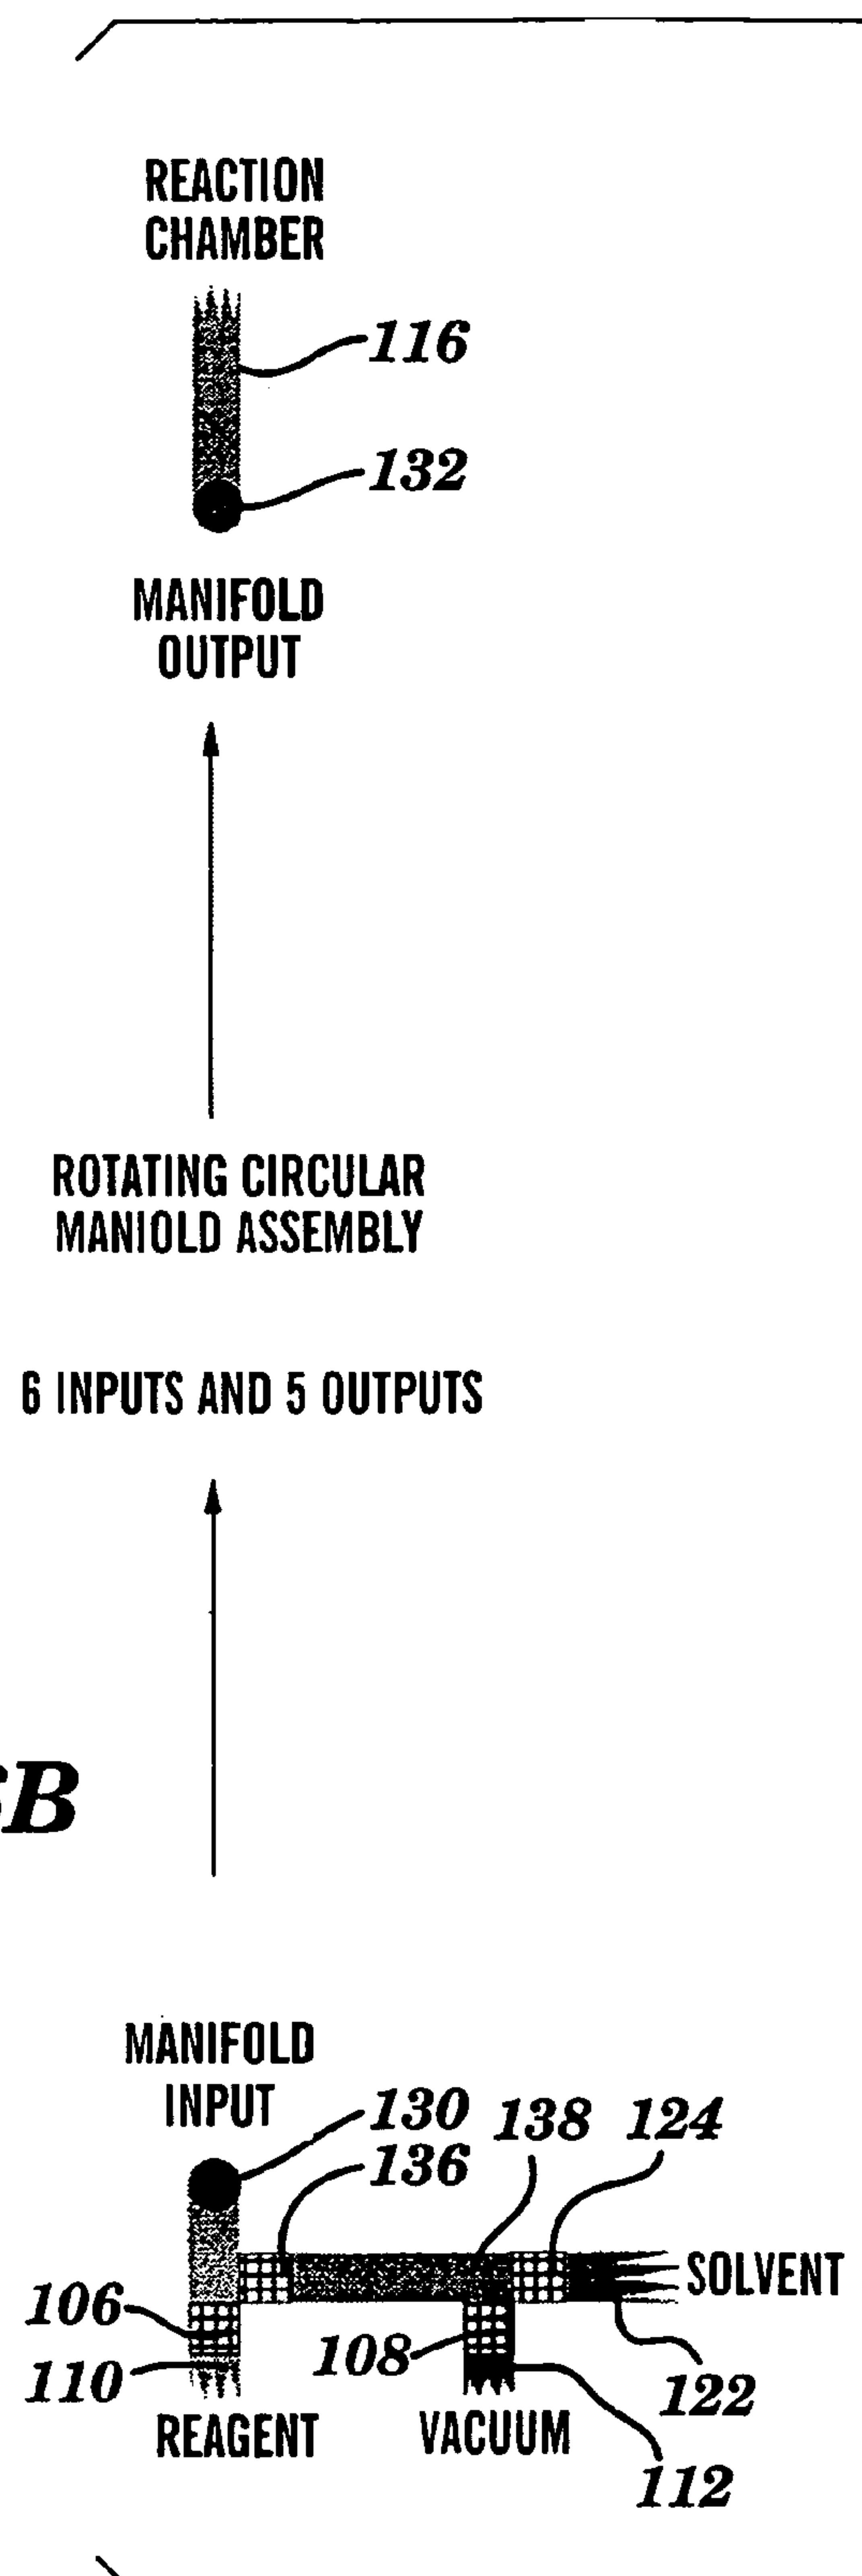 REACTION
CHAMBER
116
132
MANIFOLD
OUTPUT
ROTATING CIRCULAR
MANIOLD ASSEMBLY
6 INPUTS AND 5 OUTPUTS
B
MANIFOLD
INPUT
130
138
124
136
SOLVENT
106
108
110
122
REAGENT
VACUUM
112